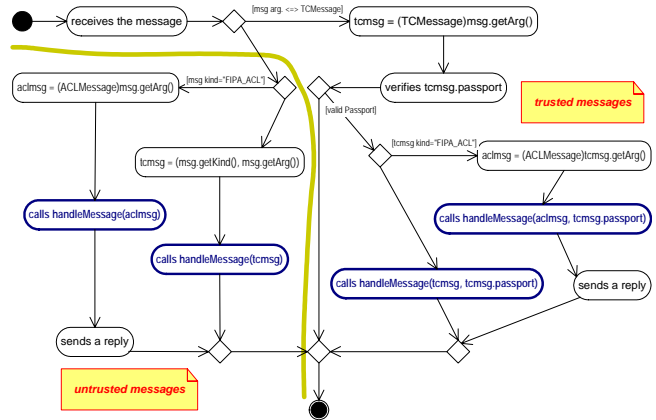 receives the message
[msg arg. <=> TCMessage]
tcmsg = (TCMessage)msg.getArg()
aclmsg = (ACLMessage)msg.getArg()
[msg kind="FIPA_ACL"]
verifies tcmsg.passport
trusted messages
[valid Passport]
tcmsg = (msg.getKind(), msg.getArg())
[tcmsg kind="FIPA_ACL"]
aclmsg = (ACLMessage)tcmsg.getArg()
calls handleMessage(aclmsg)
calls handleMessage(aclmsg, tcmsg.passport)
calls handleMessage(tcmsg)
calls handleMessage(tcmsg, tcmsg.passport)
sends a reply
sends a reply
untrusted messages